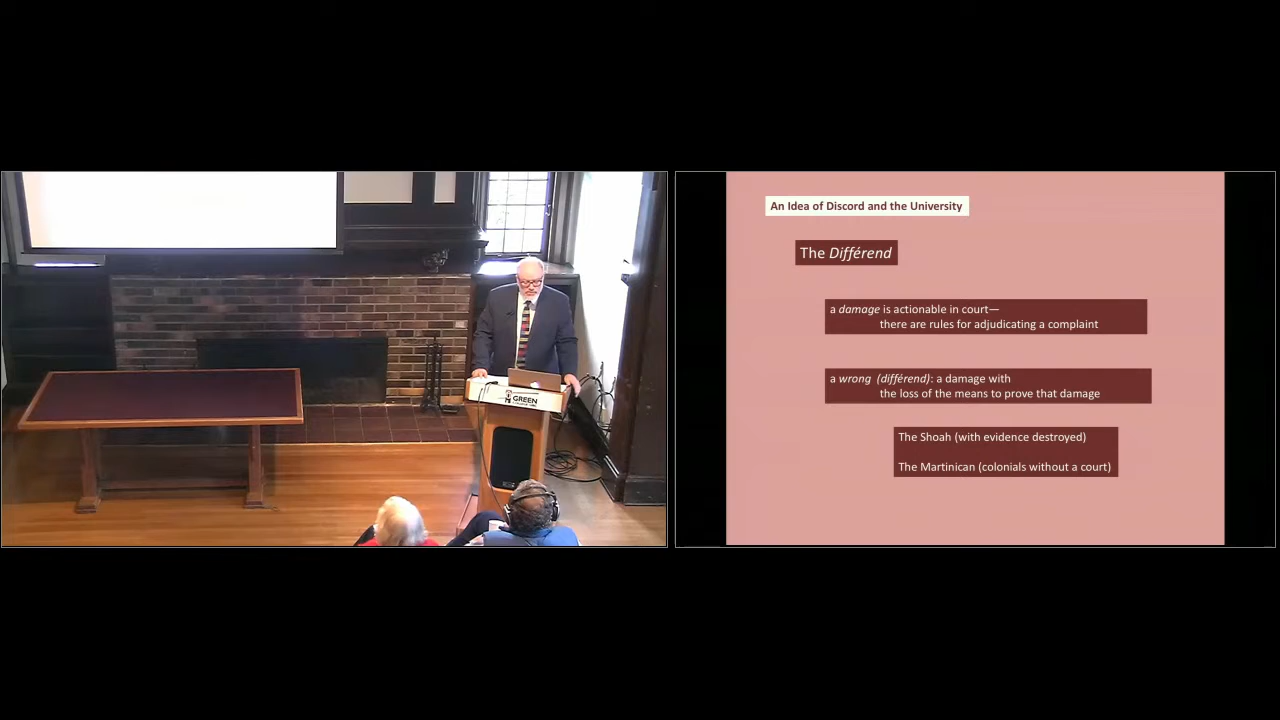 GREEN
An Idea of Discord and the University
The Différend
a damage is actionable in court—
there are rules for adjudicating a complaint
a wrong (différend): a damage with
the loss of the means to prove that damage
The Shoah (with evidence destroyed)
The Martinican (colonials without a court)